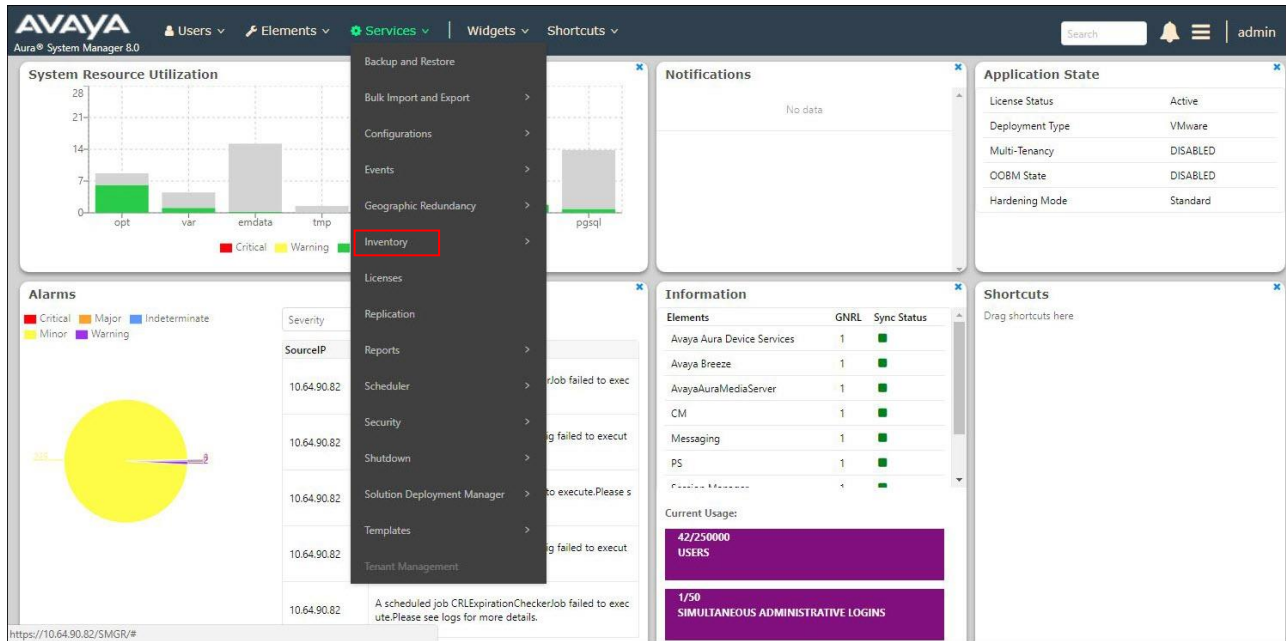 AVAYA
Aura® System Manager 8.0
Users
Elements
Services
Widgets
Shortcuts
Search
admin
System Resource Utilization
28
21
14
7
0
opt
var
emdata
tmp
pgsql
Critical
Warning
Backup and Restore
Bulk Import and Export
Configurations
Events
Geographic Redundancy
Inventory
Licenses
Replication
Reports
Scheduler
Security
Shutdown
Solution Deployment Manager
Templates
Tenant Management
Notifications
No data
Application State
License Status Active
Deployment Type VMware
Multi-Tenancy DISABLED
OOBM State DISABLED
Hardening Mode Standard
Alarms
Critical Major Indeterminate
Minor Warning
Severity
SourceIP
10.64.90.82
failed to exec
10.64.90.82
failed to execut
10.64.90.82
to execute.Please s
10.64.90.82
failed to execut
10.64.90.82
A scheduled job CRLExpirationCheckerJob failed to exec
ute.Please see logs for more details.
Information
Elements GNRL Sync Status
Avaya Aura Device Services 1
Avaya Breeze 1
AvayaAuraMediaServer 1
CM 1
Messaging 1
PS 1
Current Usage:
42/250000
USERS
1/50
SIMULTANEOUS ADMINISTRATIVE LOGINS
Shortcuts
Drag shortcuts here
https://10.64.90.82/SMGR/#